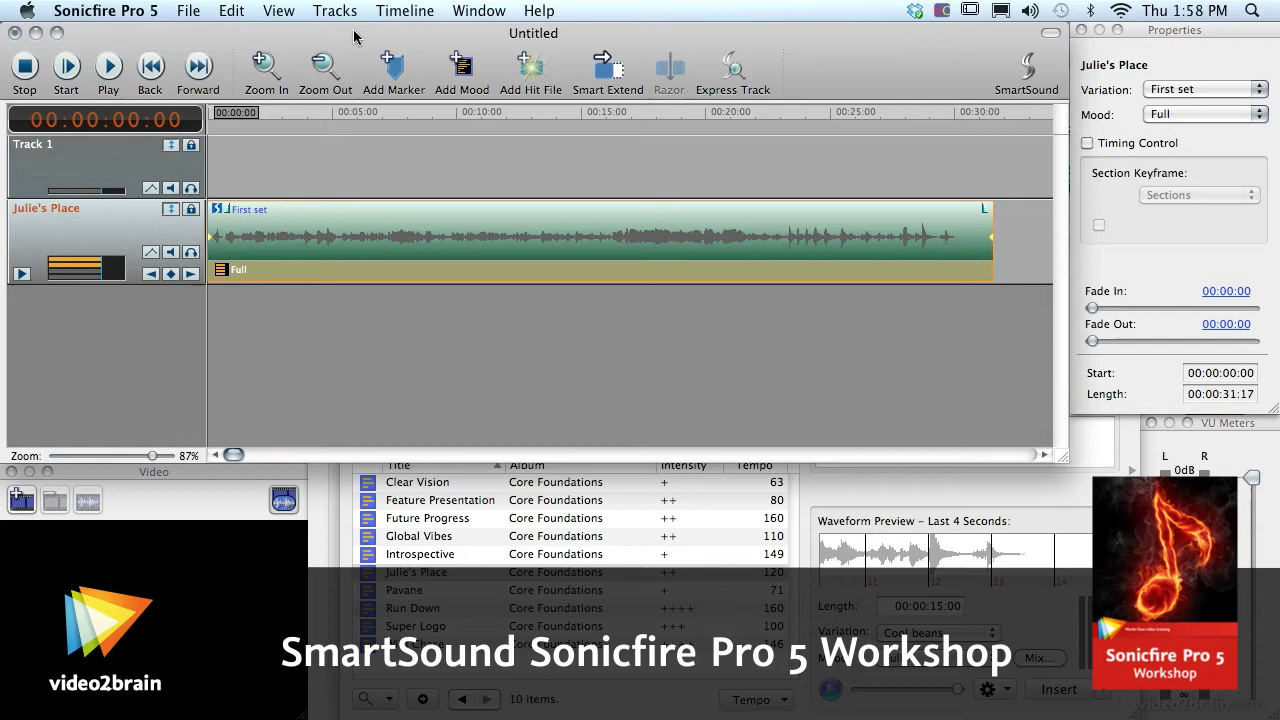 Sonicfire Pro 5 File Edit View Tracks Timeline Window Help Thu 1:58 PM
Untitled
Properties
Stop Start Play Back Forward Zoom In Zoom Out Add Marker Add Mood Add Hit File Smart Extend Razor Express Track SmartSound
Julie's Place
Variation: First set
Mood: Full
Timing Control
Section Keyframe:
Sections
Fade In: 00:00:00
Fade Out: 00:00:00
Start: 00:00:00:00
Length: 00:00:31:17
00:00:00:00
00:00:00 00:05:00 00:10:00 00:15:00 00:20:00 00:25:00 00:30:00
Track 1
Julie's Place
First set
Full
Zoom: 87%
Video
VU Meters
L R
0dB
Title Album Intensity Tempo
Clear Vision Core Foundations + 63
Feature Presentation Core Foundations ++ 80
Future Progress Core Foundations ++ 160
Global Vibes Core Foundations ++ 110
Introspective Core Foundations + 149
Julie's Place Core Foundations ++ 120
Pavane Core Foundations + 71
Run Down Core Foundations ++++ 160
Super Logo Core Foundations +++ 100
10 items.
Tempo
Waveform Preview – Last 4 Seconds:
11 12 13 14
Length: 00:00:15:00
Variation: Cool beans
Mix...
Insert
SmartSound Sonicfire Pro 5 Workshop
video2brain
Sonicfire Pro 5
Workshop